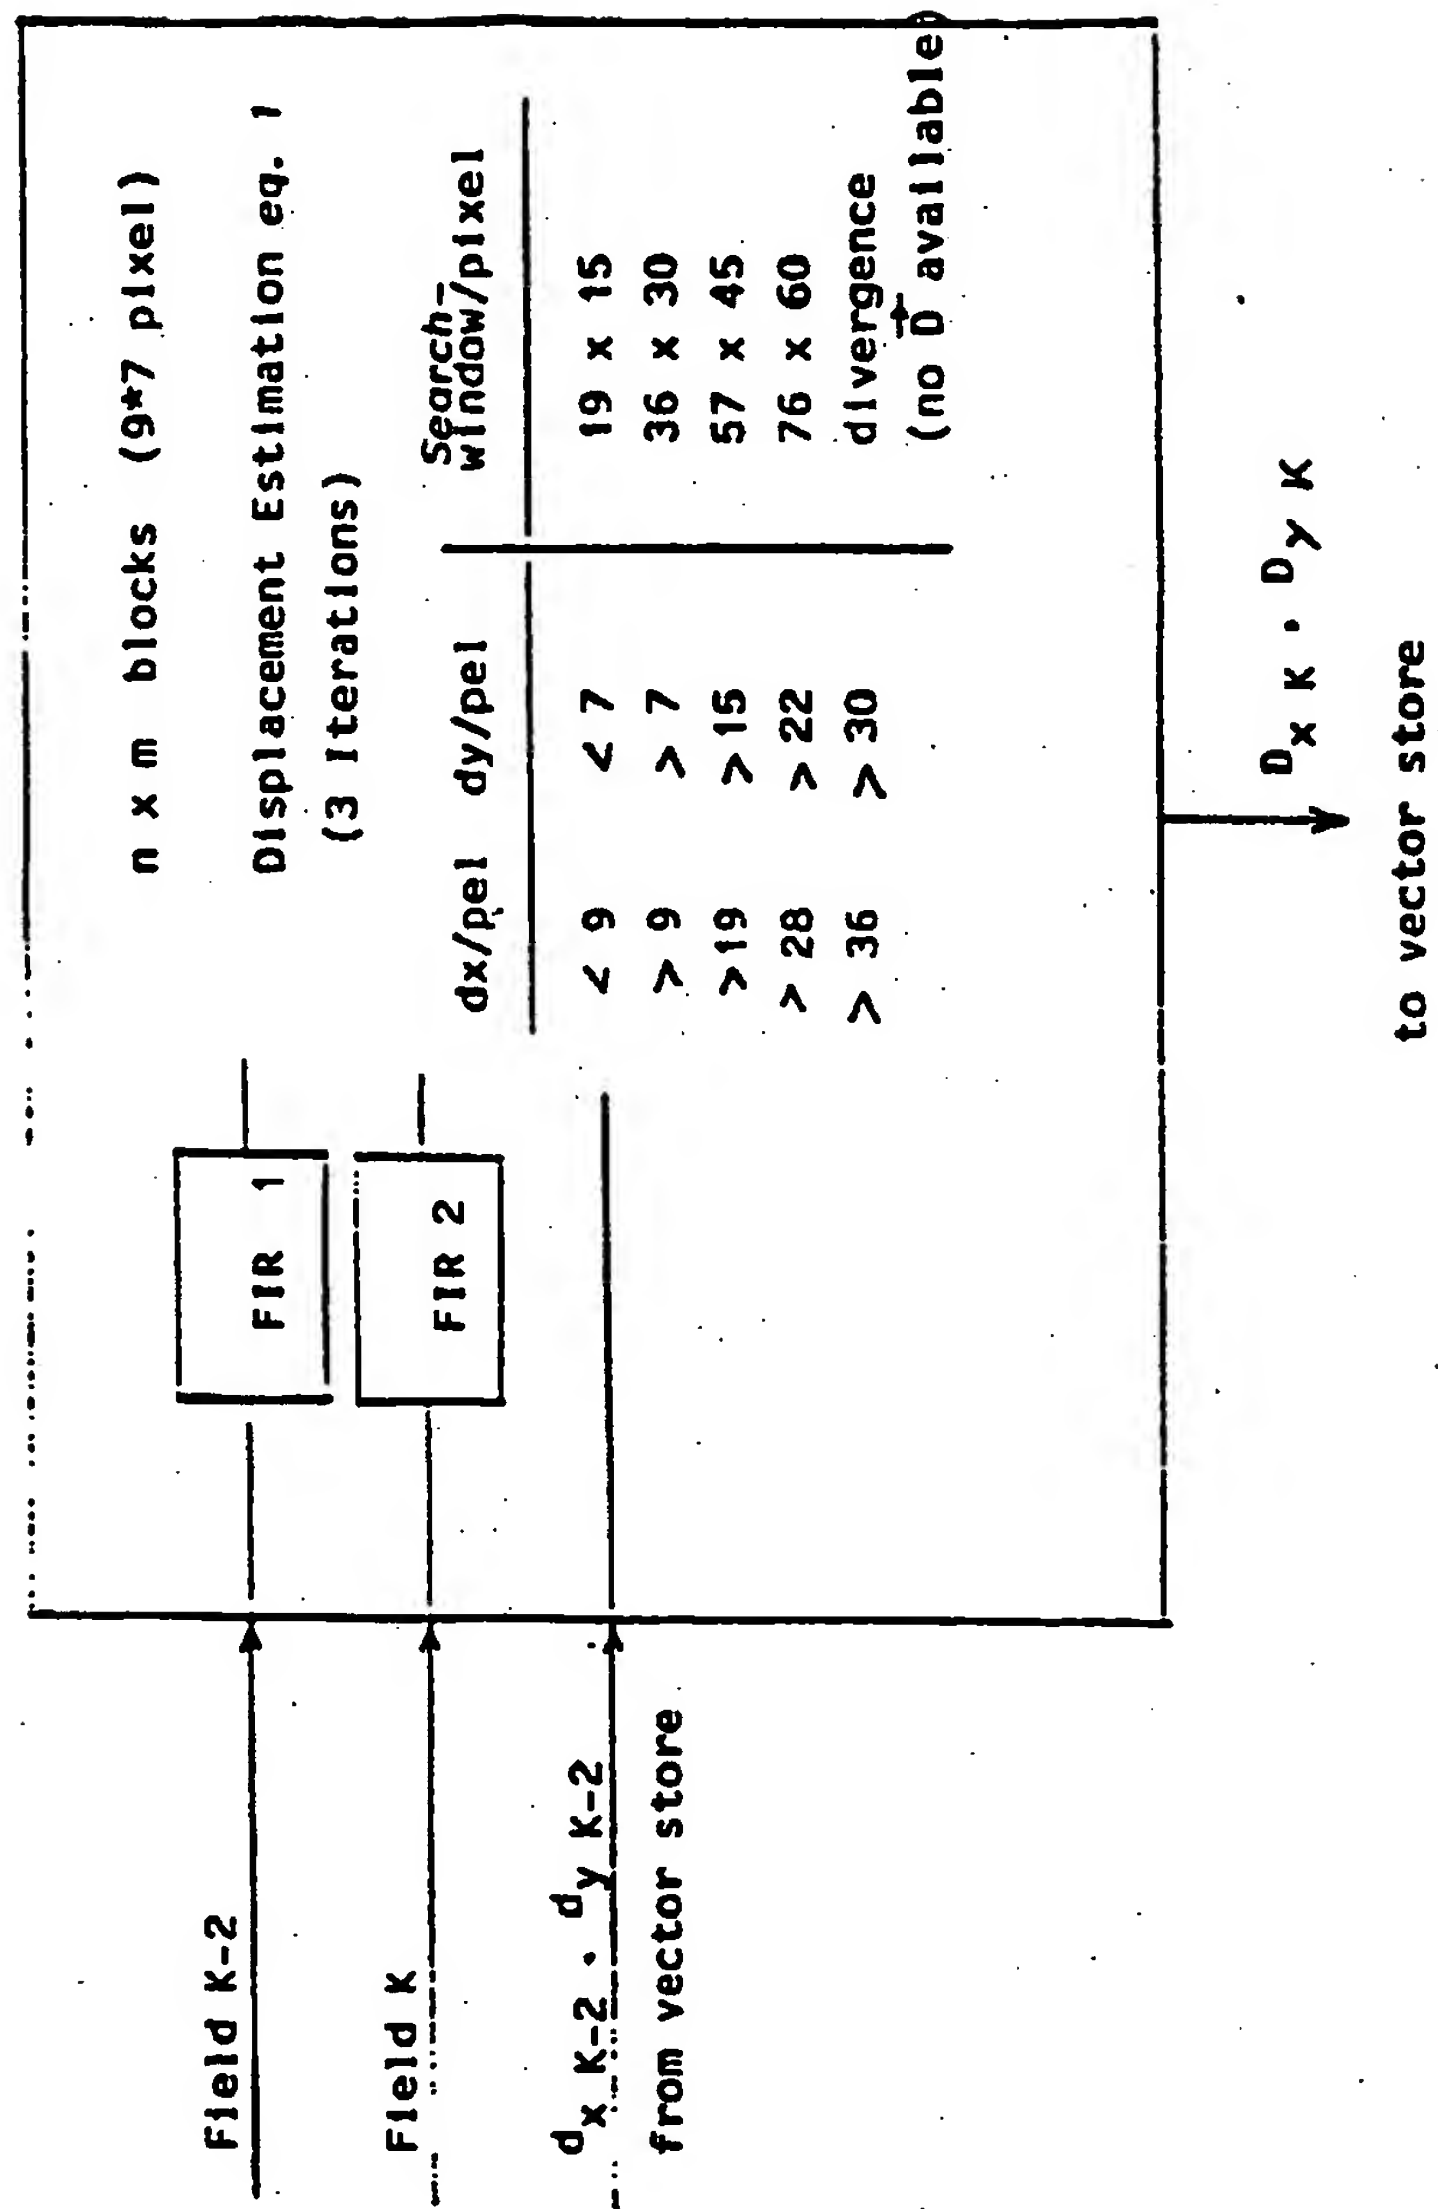 n x m blocks (9*7 pixel)
Displacement Estimation eq. 1
(3 Iterations)
Field K-2
FIR 1
Field K
FIR 2
dx K-2 . dy K-2
from vector store
dx/pel dy/pel Search-
window/pixel
< 9 < 7 19 x 15
> 9 > 7 36 x 30
>19 >15 57 x 45
> 28 >22 76 x 60
> 36 > 30 divergence
(no D available)
Dx K . Dy K
to vector store